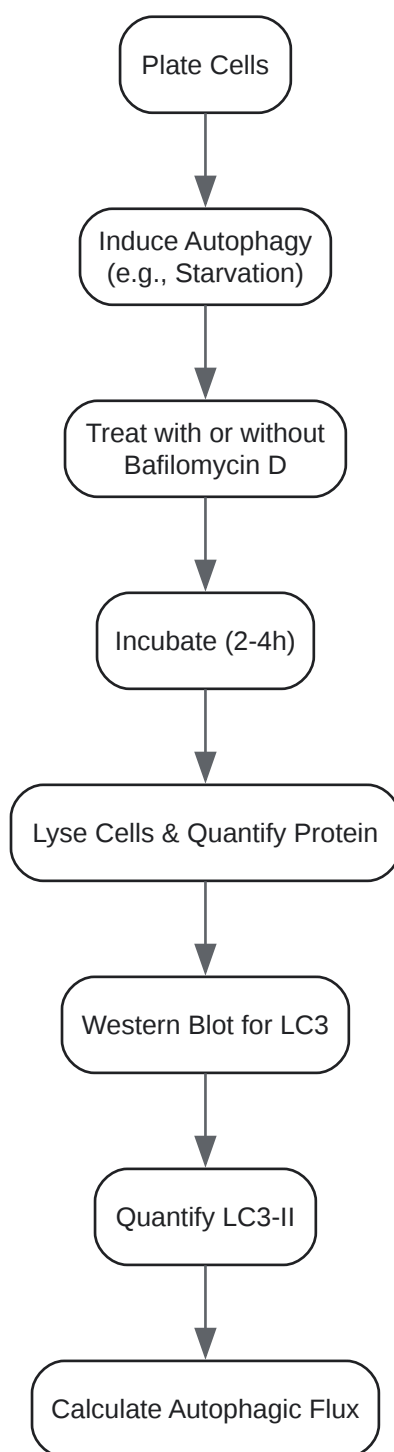 Plate Cells
Induce Autophagy
(e.g., Starvation)
Treat with or without
Bafilomycin D
Incubate (2-4h)
Lyse Cells & Quantify Protein
Western Blot for LC3
Quantify LC3-II
Calculate Autophagic Flux